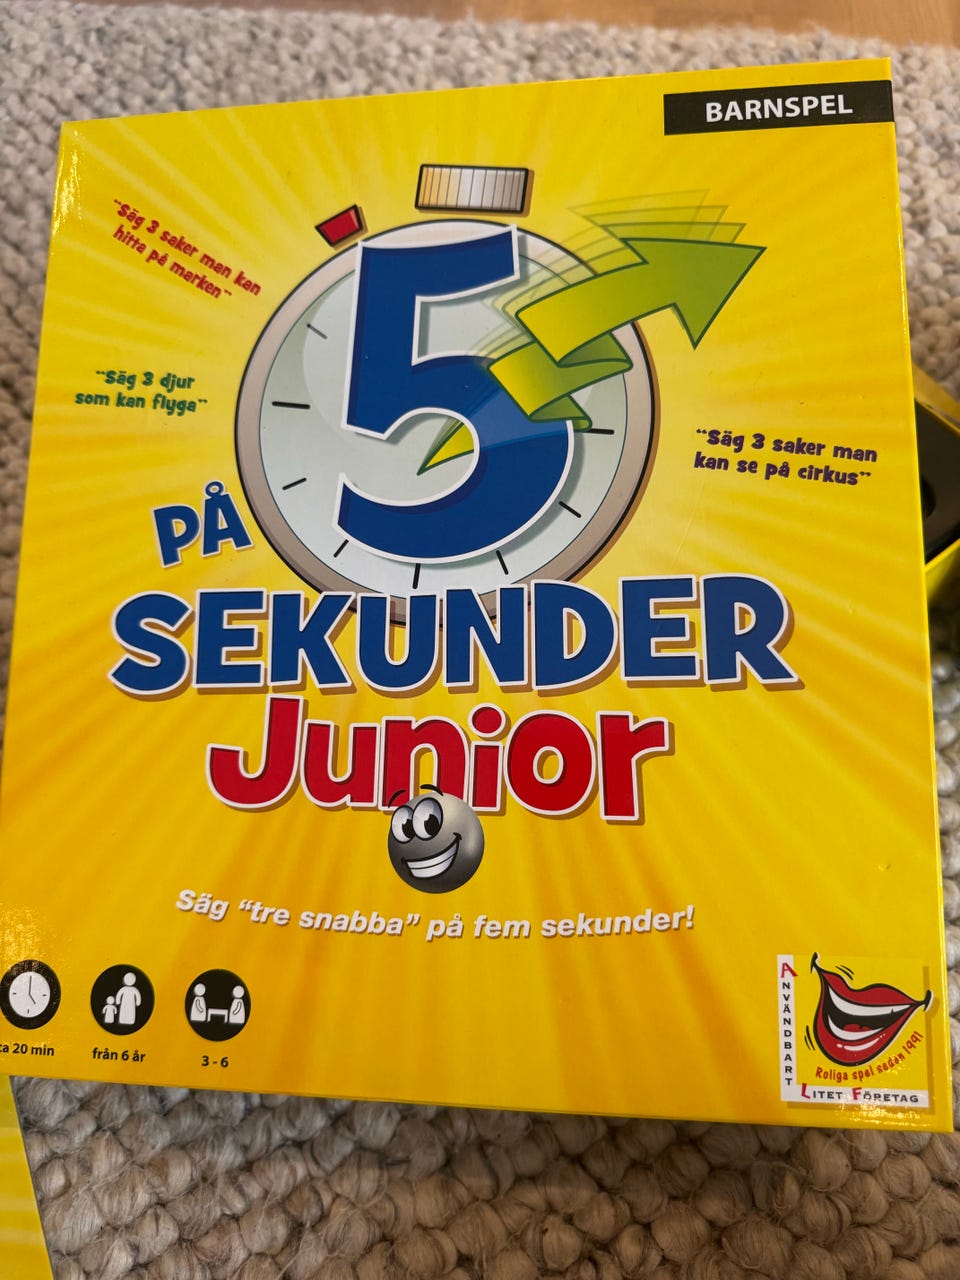 BARNSPEL
"Säg 3 saker man kan
hitta på marken"
"Säg 3 djur
som kan flyga"
"Säg 3 saker man
kan se på cirkus"
PÅ
5
SEKUNDER
Junior
Säg "tre snabba" på fem sekunder!
ca 20 min
från 6 år
3 - 6
ANVÄNDBART
LITET FÖRETAG
Roliga spel sedan 1991